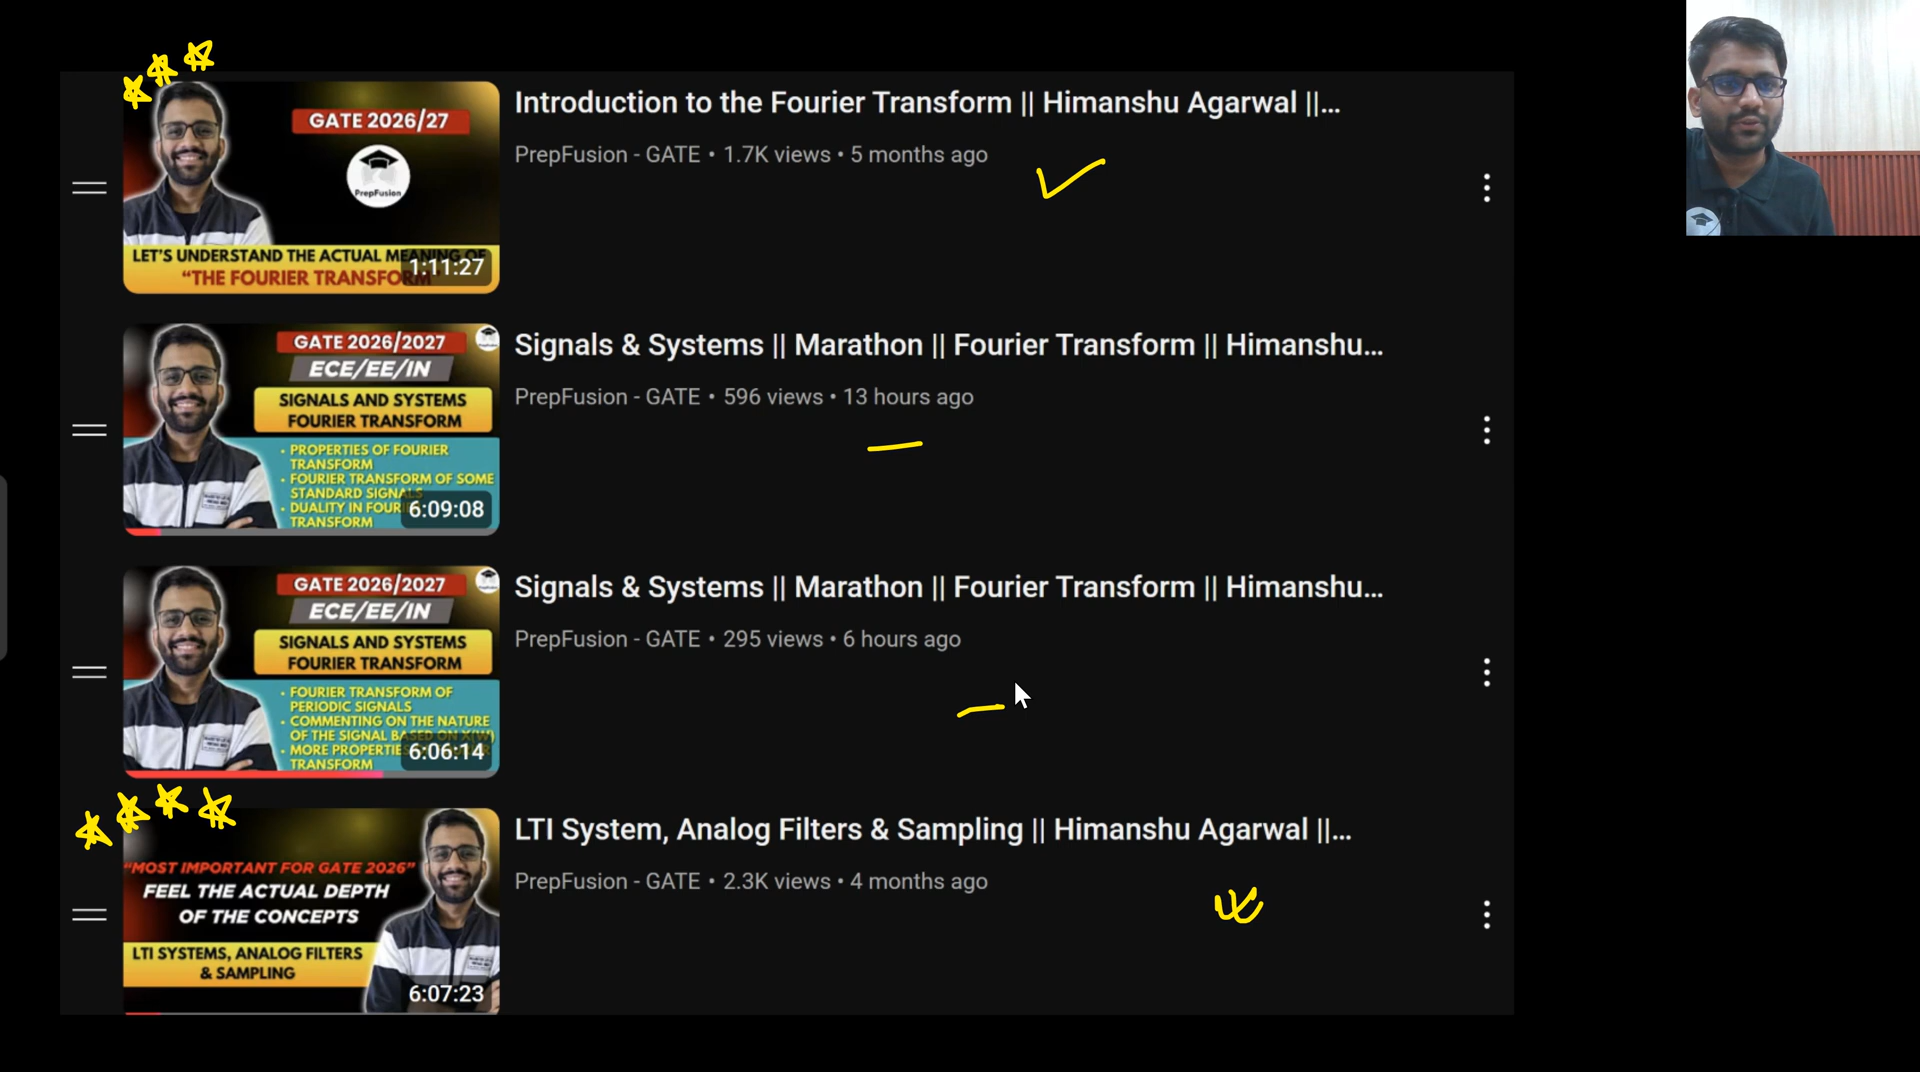 Introduction to the Fourier Transform || Himanshu Agarwal ||...
PrepFusion - GATE • 1.7K views • 5 months ago
GATE 2026/27
PrepFusion
LET'S UNDERSTAND THE ACTUAL MEANING OF
"THE FOURIER TRANSFORM"
1:11:27
Signals & Systems || Marathon || Fourier Transform || Himanshu...
PrepFusion - GATE • 596 views • 13 hours ago
GATE 2026/2027
ECE/EE/IN
SIGNALS AND SYSTEMS
FOURIER TRANSFORM
• PROPERTIES OF FOURIER
TRANSFORM
• FOURIER TRANSFORM OF SOME
STANDARD SIGNALS
• DUALITY IN
TRANSFORM
6:09:08
Signals & Systems || Marathon || Fourier Transform || Himanshu...
PrepFusion - GATE • 295 views • 6 hours ago
GATE 2026/2027
ECE/EE/IN
SIGNALS AND SYSTEMS
FOURIER TRANSFORM
• FOURIER TRANSFORM OF
PERIODIC SIGNALS
• COMMENTING ON THE NATURE
OF THE SIGNAL BASED ON X(W)
• MORE
TRANSFORM
6:06:14
LTI System, Analog Filters & Sampling || Himanshu Agarwal ||...
PrepFusion - GATE • 2.3K views • 4 months ago
"MOST IMPORTANT FOR GATE 2026"
FEEL THE ACTUAL DEPTH
OF THE CONCEPTS
LTI SYSTEMS, ANALOG FILTERS
& SAMPLING
6:07:23